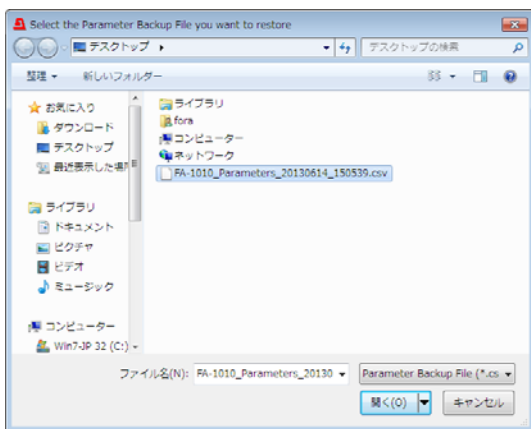 Select the Parameter Backup File you want to restore
デスクトップ
デスクトップの検索
整理
新しいフォルダー
お気に入り
ダウンロード
デスクトップ
最近表示した場所
ライブラリ
ドキュメント
ピクチャ
ビデオ
ミュージック
コンピューター
Win7-JP 32 (C:)
ライブラリ
fora
コンピューター
ネットワーク
FA-1010_Parameters_20130614_150539.csv
ファイル名(N):
FA-1010_Parameters_20130
Parameter Backup File (*.cs
開く(O)
キャンセル